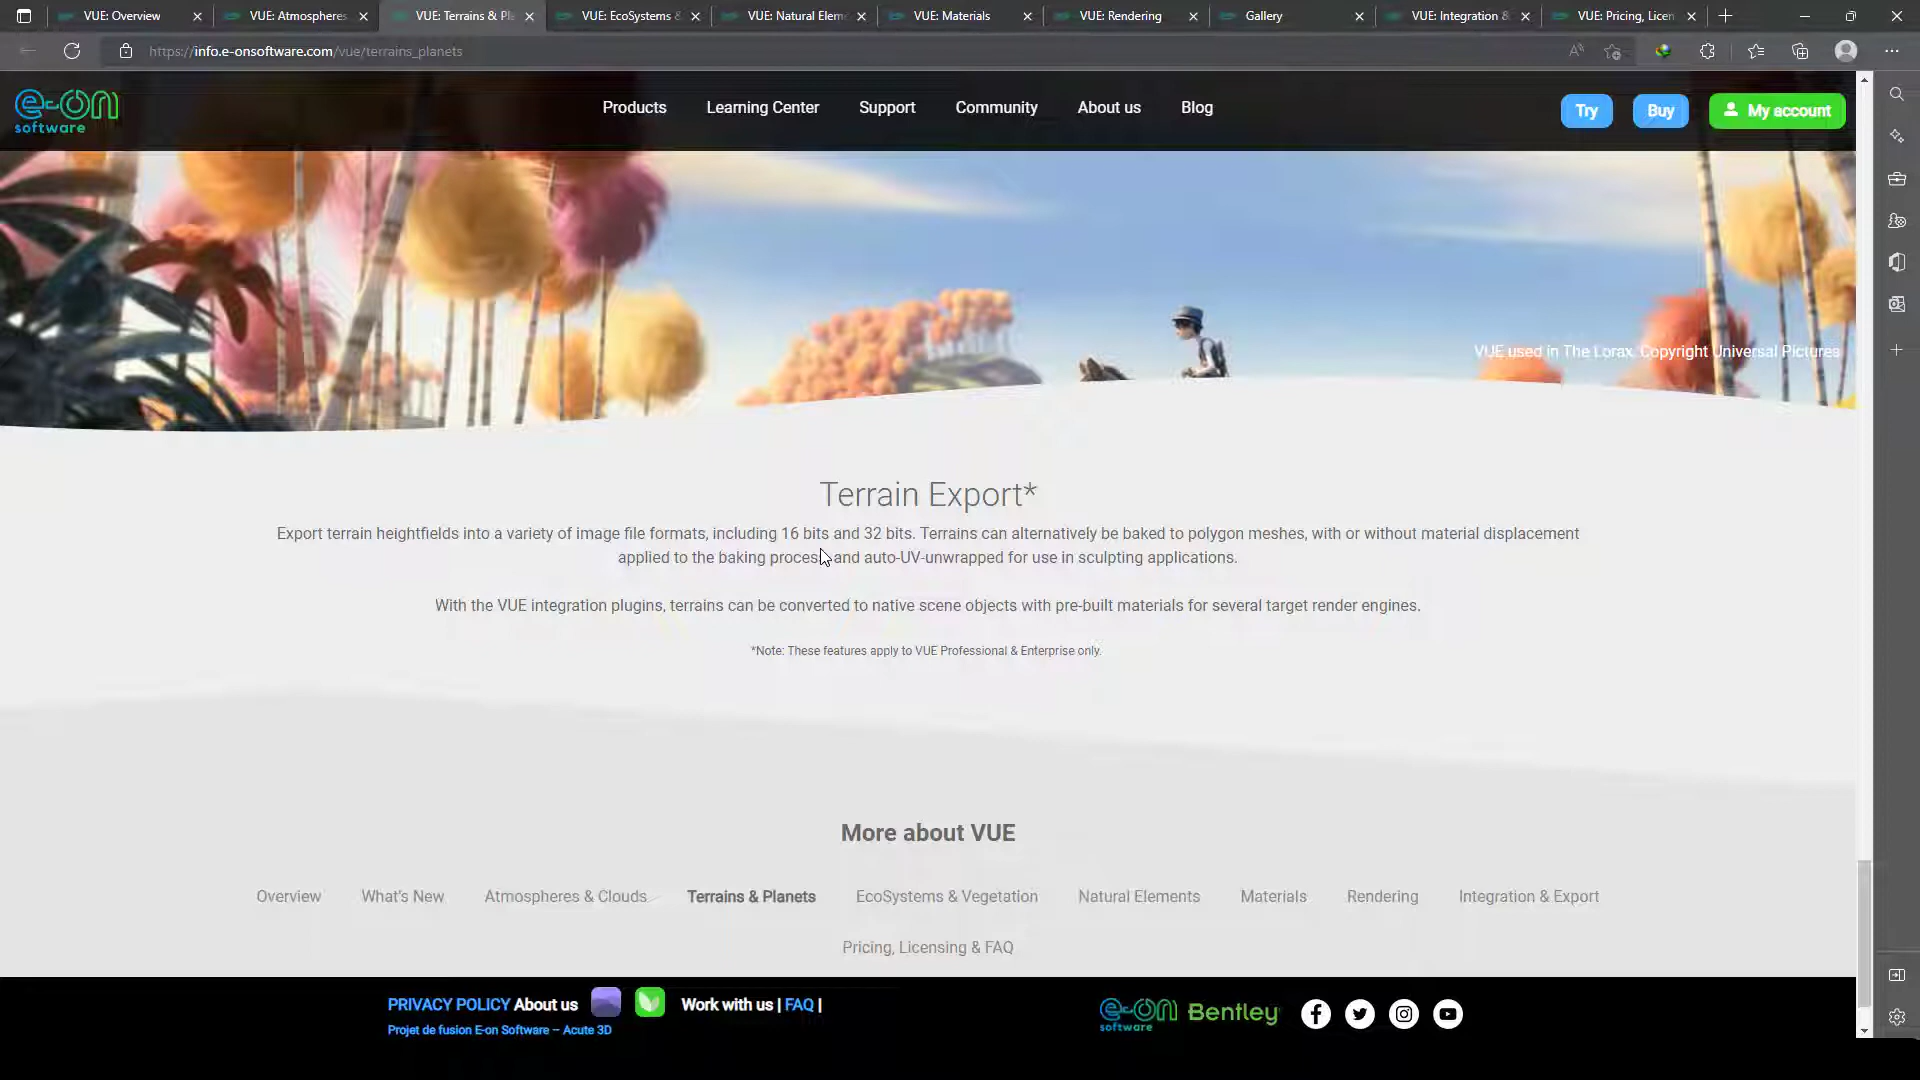 VUE: Overview
VUE: Atmospheres
VUE: Terrains & Pl
VUE: EcoSystems &
VUE: Natural Elem
VUE: Materials
VUE: Rendering
Gallery
VUE: Integration &
VUE: Pricing, Licen
https://info.e-onsoftware.com/vue/terrains_planets
e-on software
Products
Learning Center
Support
Community
About us
Blog
Try
Buy
My account
VUE used in The Lorax, Copyright Universal Pictures
Terrain Export*
Export terrain heightfields into a variety of image file formats, including 16 bits and 32 bits. Terrains can alternatively be baked to polygon meshes, with or without material displacement
applied to the baking process and auto-UV-unwrapped for use in sculpting applications.
With the VUE integration plugins, terrains can be converted to native scene objects with pre-built materials for several target render engines.
*Note: These features apply to VUE Professional & Enterprise only.
More about VUE
Overview
What's New
Atmospheres & Clouds
Terrains & Planets
EcoSystems & Vegetation
Natural Elements
Materials
Rendering
Integration & Export
Pricing, Licensing & FAQ
PRIVACY POLICY About us
Work with us | FAQ |
Projet de fusion E-on Software – Acute 3D
e-on software
Bentley